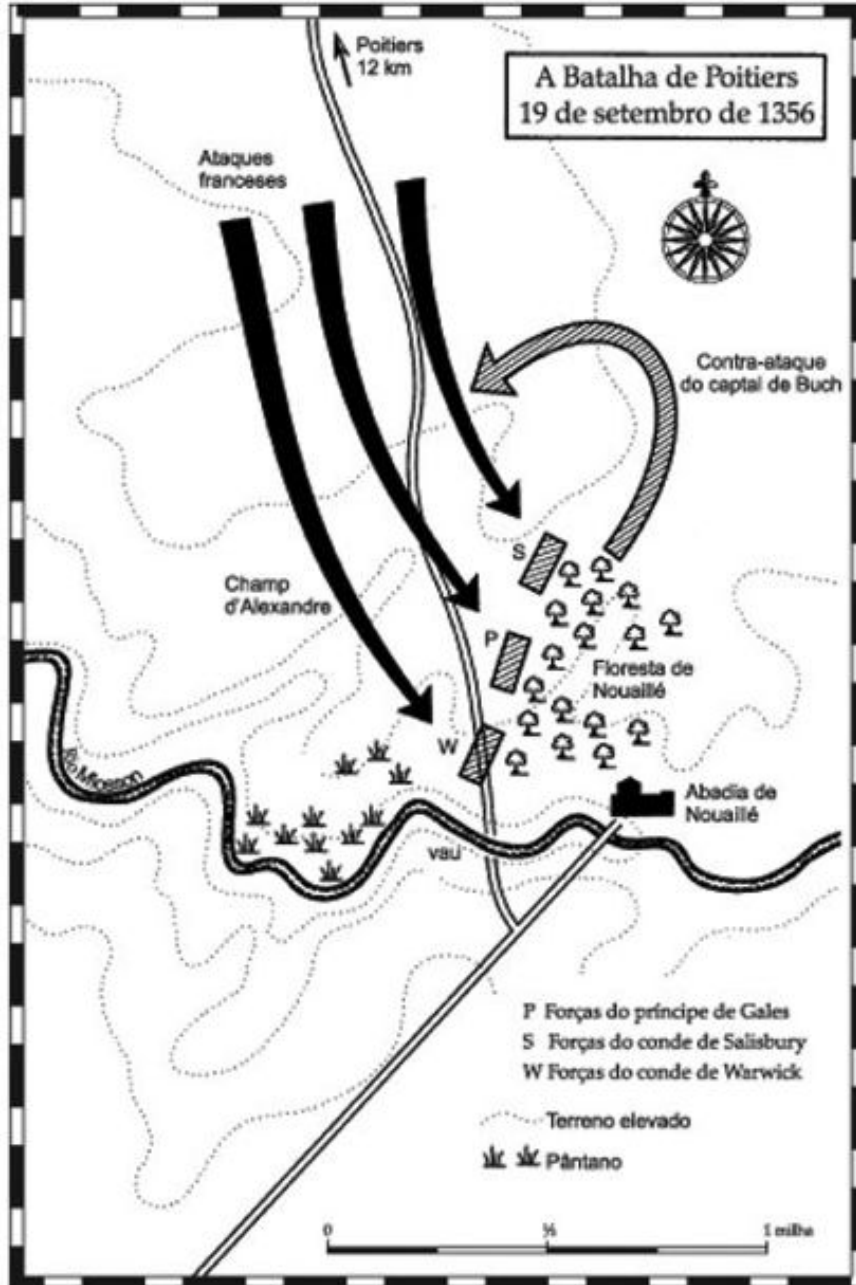 Poitiers
12 km
A Batalha de Poitiers
19 de setembro de 1356
Ataques
franceses
Contra-ataque
do captal de Buch
S
Champ
d'Alexandre
P
Floresta de
Nouaillé
W
Rio Miosson
Abadia de
Nouaillé
vau
P Forças do príncipe de Gales
S Forças do conde de Salisbury
W Forças do conde de Warwick
Terreno elevado
Pântano
0 ½ 1 milha